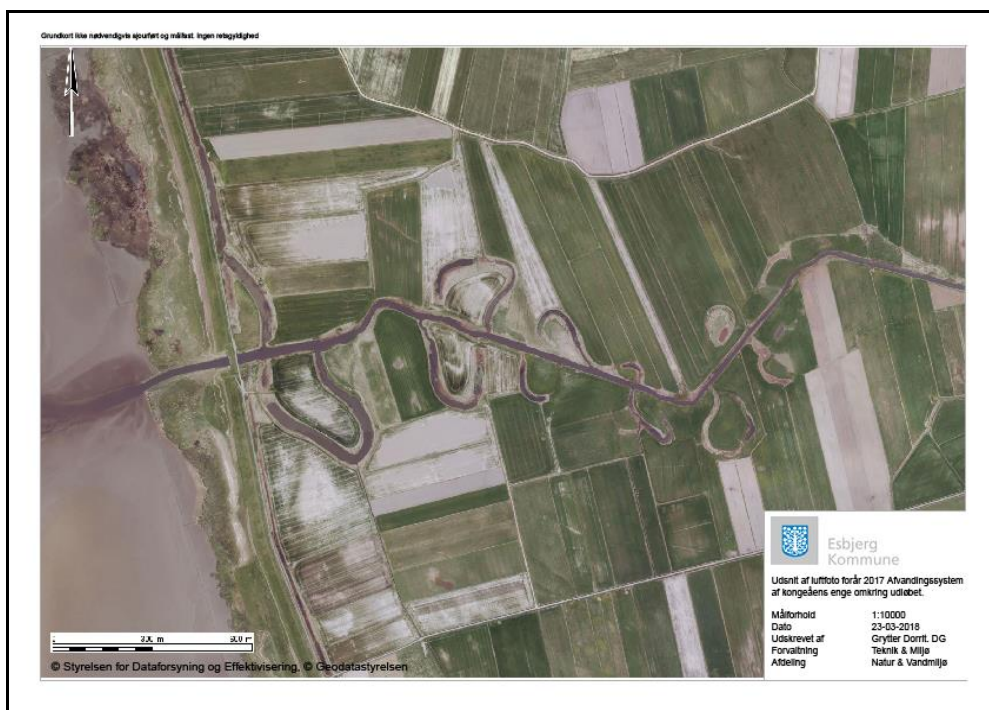 Grundkort ikke nødvendigvis ajourført og målfast. Ingen retsgyldighed
300 m
600 m
© Styrelsen for Dataforsyning og Effektivisering, © Geodatastyrelsen
Esbjerg
Kommune
Udsnit af luftfoto forår 2017 Afvandingssystem
af kongeåens enge omkring udløbet.
Målforhold 1:10000
Dato 23-03-2018
Udskrevet af Grytter Dorrit. DG
Forvaltning Teknik & Miljø
Afdeling Natur & Vandmiljø